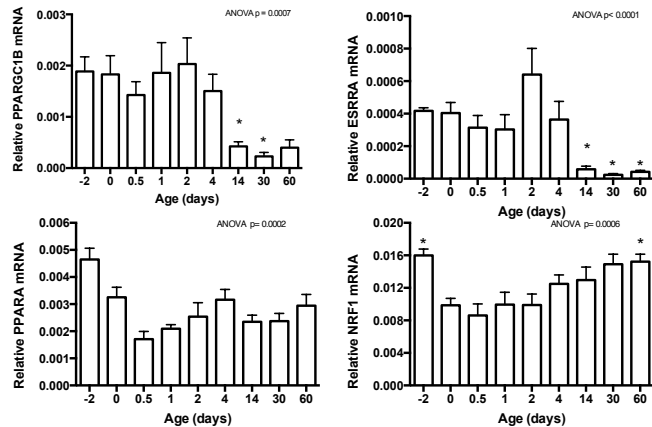 ANOVA p = 0.0007
Relative PPARGC1B mRNA
0.003
0.002
0.001
0.000
-2 0 0.5 1 2 4 14 30 60
* *
Age (days)
ANOVA p< 0.0001
Relative ESRRA mRNA
0.0010
0.0008
0.0006
0.0004
0.0002
0.0000
-2 0 0.5 1 2 4 14 30 60
* * *
Age (days)
ANOVA p= 0.0002
Relative PPARA mRNA
0.006
0.005
0.004
0.003
0.002
0.001
0.000
-2 0 0.5 1 2 4 14 30 60
Age (days)
ANOVA p= 0.0006
Relative NRF1 mRNA
0.020
0.016
0.012
0.008
0.004
0.000
* *
-2 0 0.5 1 2 4 14 30 60
Age (days)